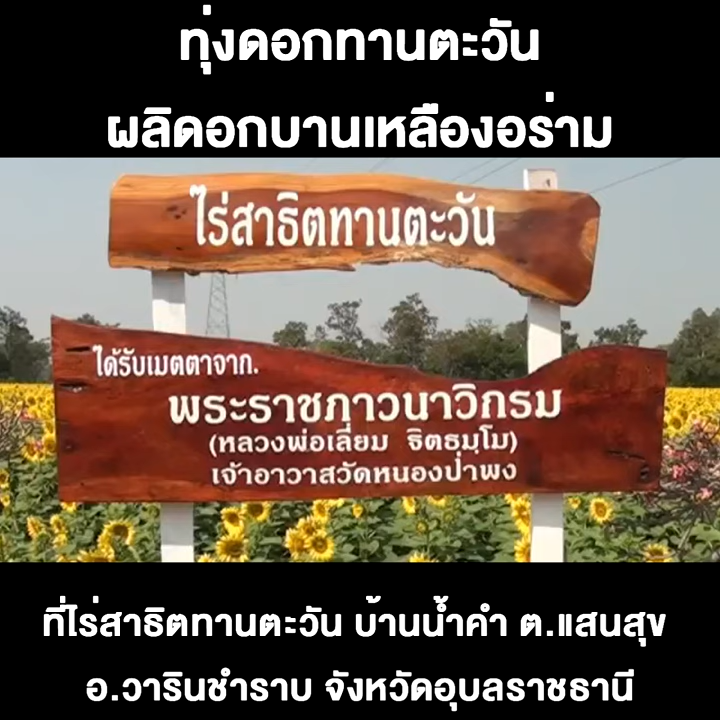 ทุ่งดอกทานตะวัน
ผลิดอกบานเหลืองอร่าม
ไร่สาธิตทานตะวัน
ได้รับเมตตาจาก.
พระราชภาวนาวิกรม
(หลวงพ่อเลี่ยม ฐิตธมฺโม)
เจ้าอาวาสวัดหนองป่าพง
ที่ไร่สาธิตทานตะวัน บ้านน้ำคำ ต.แสนสุข
อ.วารินชำราบ จังหวัดอุบลราชธานี